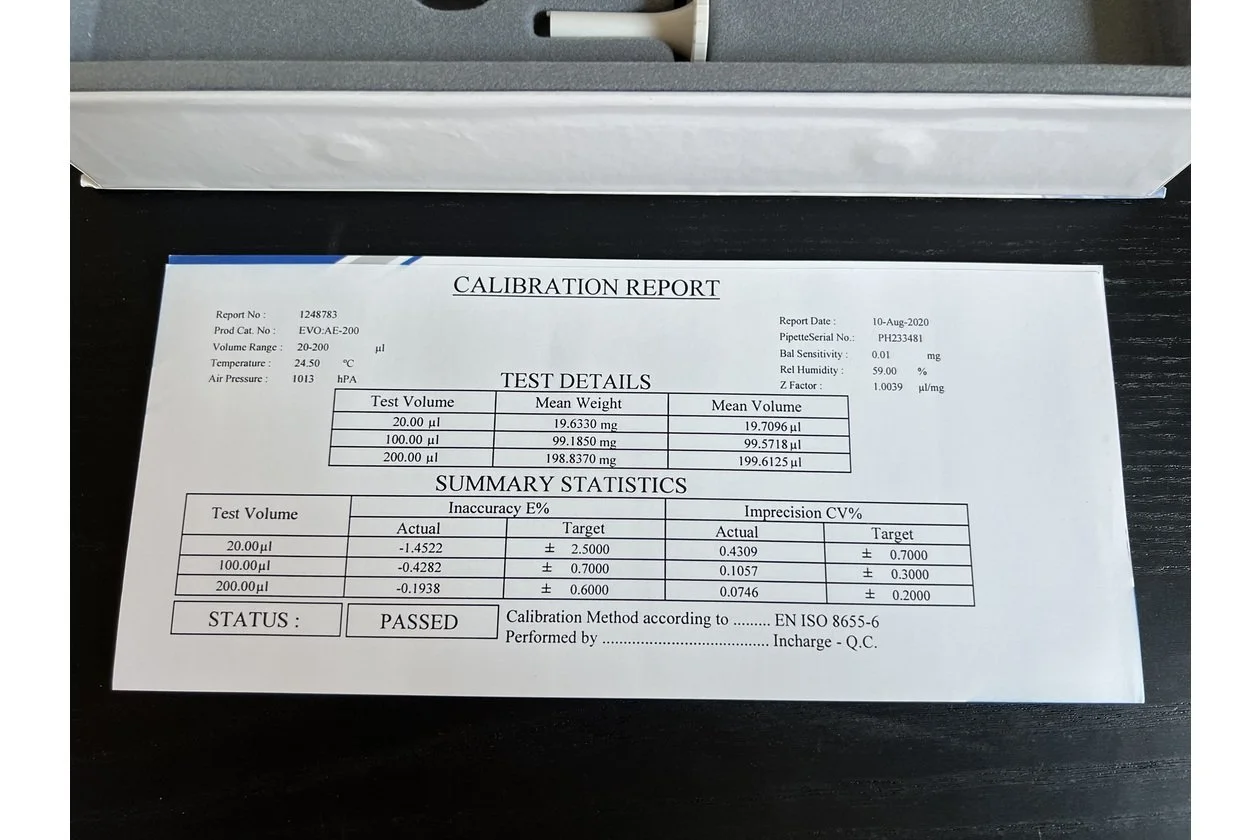 CALIBRATION REPORT
Report No : 1248783
Prod Cat. No : EVO:AE-200
Volume Range : 20-200 µl
Temperature : 24.50 °C
Air Pressure : 1013 hPA
Report Date : 10-Aug-2020
PipetteSerial No.: PH233481
Bal Sensitivity : 0.01 mg
Rel Humidity : 59.00 %
Z Factor : 1.0039 µl/mg
TEST DETAILS
Test Volume Mean Weight Mean Volume
20.00 µl 19.6330 mg 19.7096 µl
100.00 µl 99.1850 mg 99.5718 µl
200.00 µl 198.8370 mg 199.6125 µl
SUMMARY STATISTICS
Test Volume Inaccuracy E% Imprecision CV%
Actual Target Actual Target
20.00µl -1.4522 ± 2.5000 0.4309 ± 0.7000
100.00µl -0.4282 ± 0.7000 0.1057 ± 0.3000
200.00µl -0.1938 ± 0.6000 0.0746 ± 0.2000
STATUS : PASSED
Calibration Method according to ......... EN ISO 8655-6
Performed by ....................................... Incharge - Q.C.